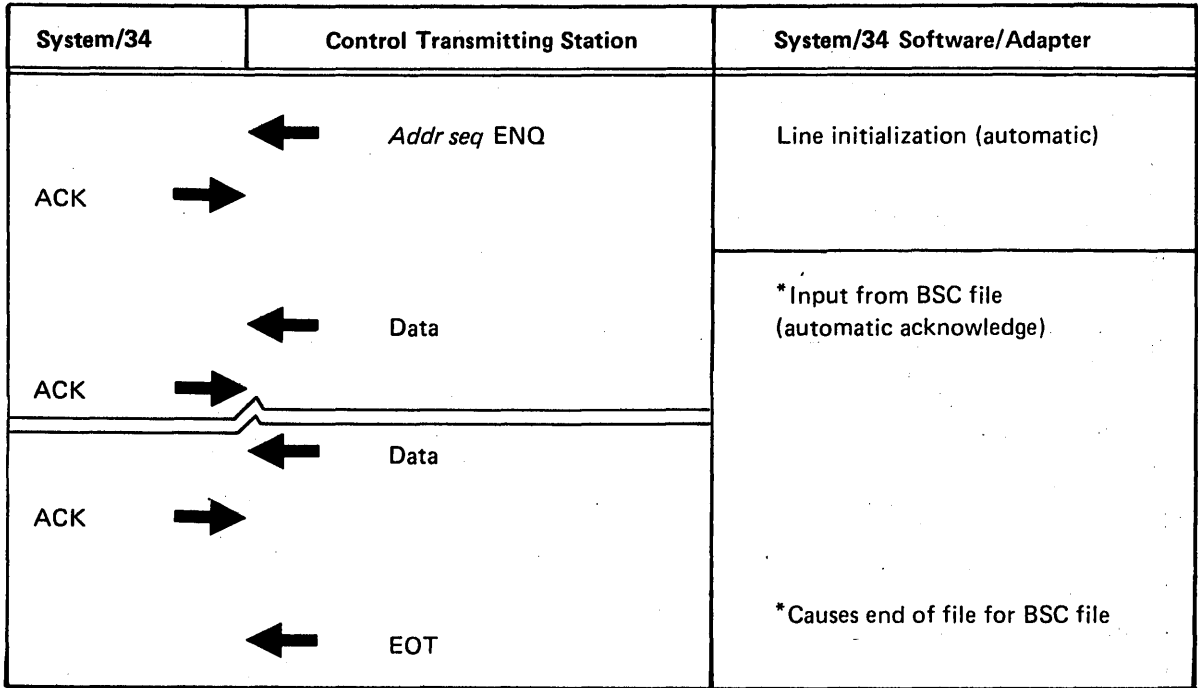 System/34
Control Transmitting Station
System/34 Software/Adapter
Addr seq ENQ
Line initialization (automatic)
ACK
*Input from BSC file
(automatic acknowledge)
Data
ACK
Data
ACK
*Causes end of file for BSC file
EOT